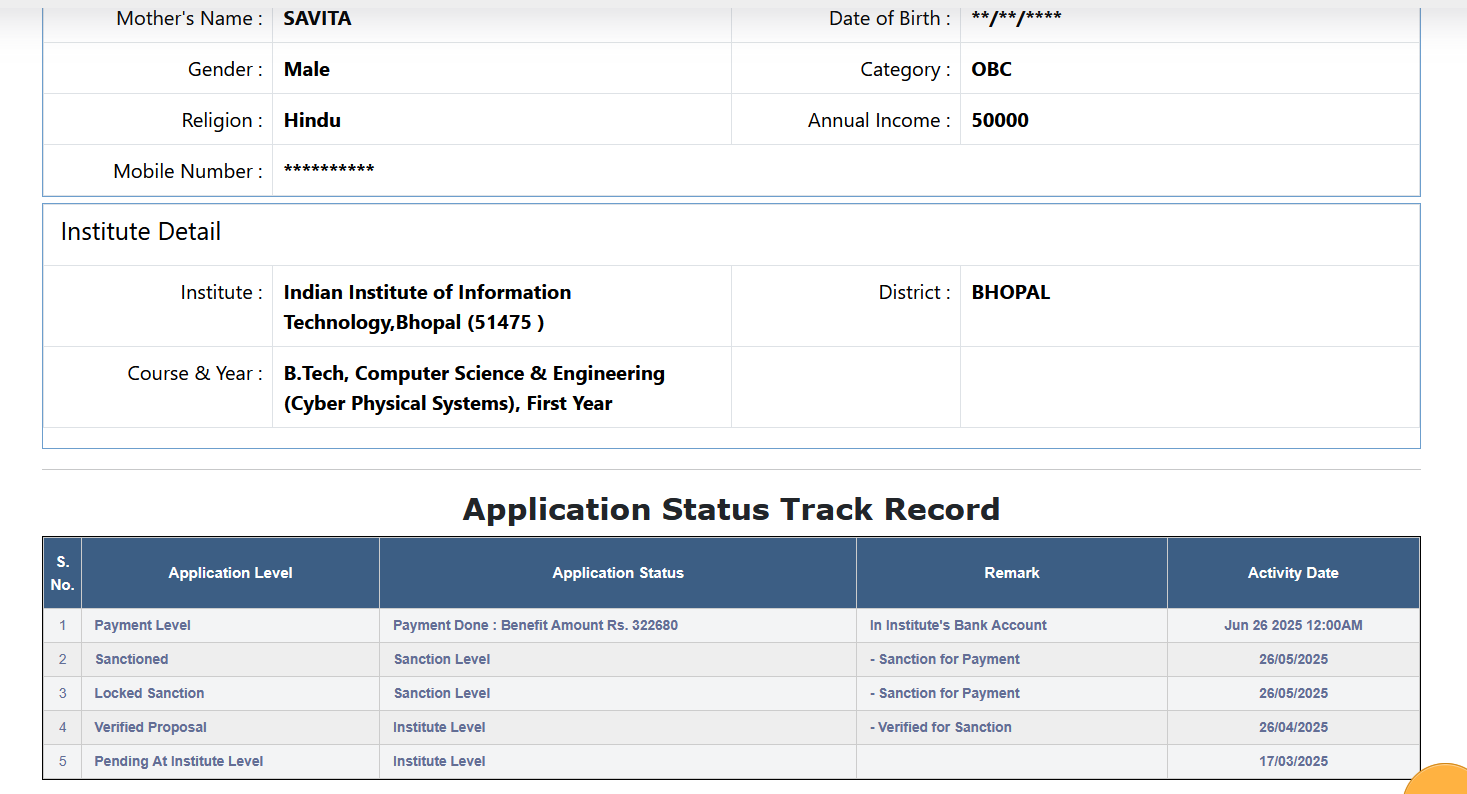 Mother's Name : SAVITA Date of Birth : **/**/****
Gender : Male Category : OBC
Religion : Hindu Annual Income : 50000
Mobile Number : **********
Institute Detail
Institute : Indian Institute of Information District : BHOPAL
Technology,Bhopal (51475 )
Course & Year : B.Tech, Computer Science & Engineering
(Cyber Physical Systems), First Year
Application Status Track Record
S. No. Application Level Application Status Remark Activity Date
1 Payment Level Payment Done : Benefit Amount Rs. 322680 In Institute's Bank Account Jun 26 2025 12:00AM
2 Sanctioned Sanction Level - Sanction for Payment 26/05/2025
3 Locked Sanction Sanction Level - Sanction for Payment 26/05/2025
4 Verified Proposal Institute Level - Verified for Sanction 26/04/2025
5 Pending At Institute Level Institute Level 17/03/2025